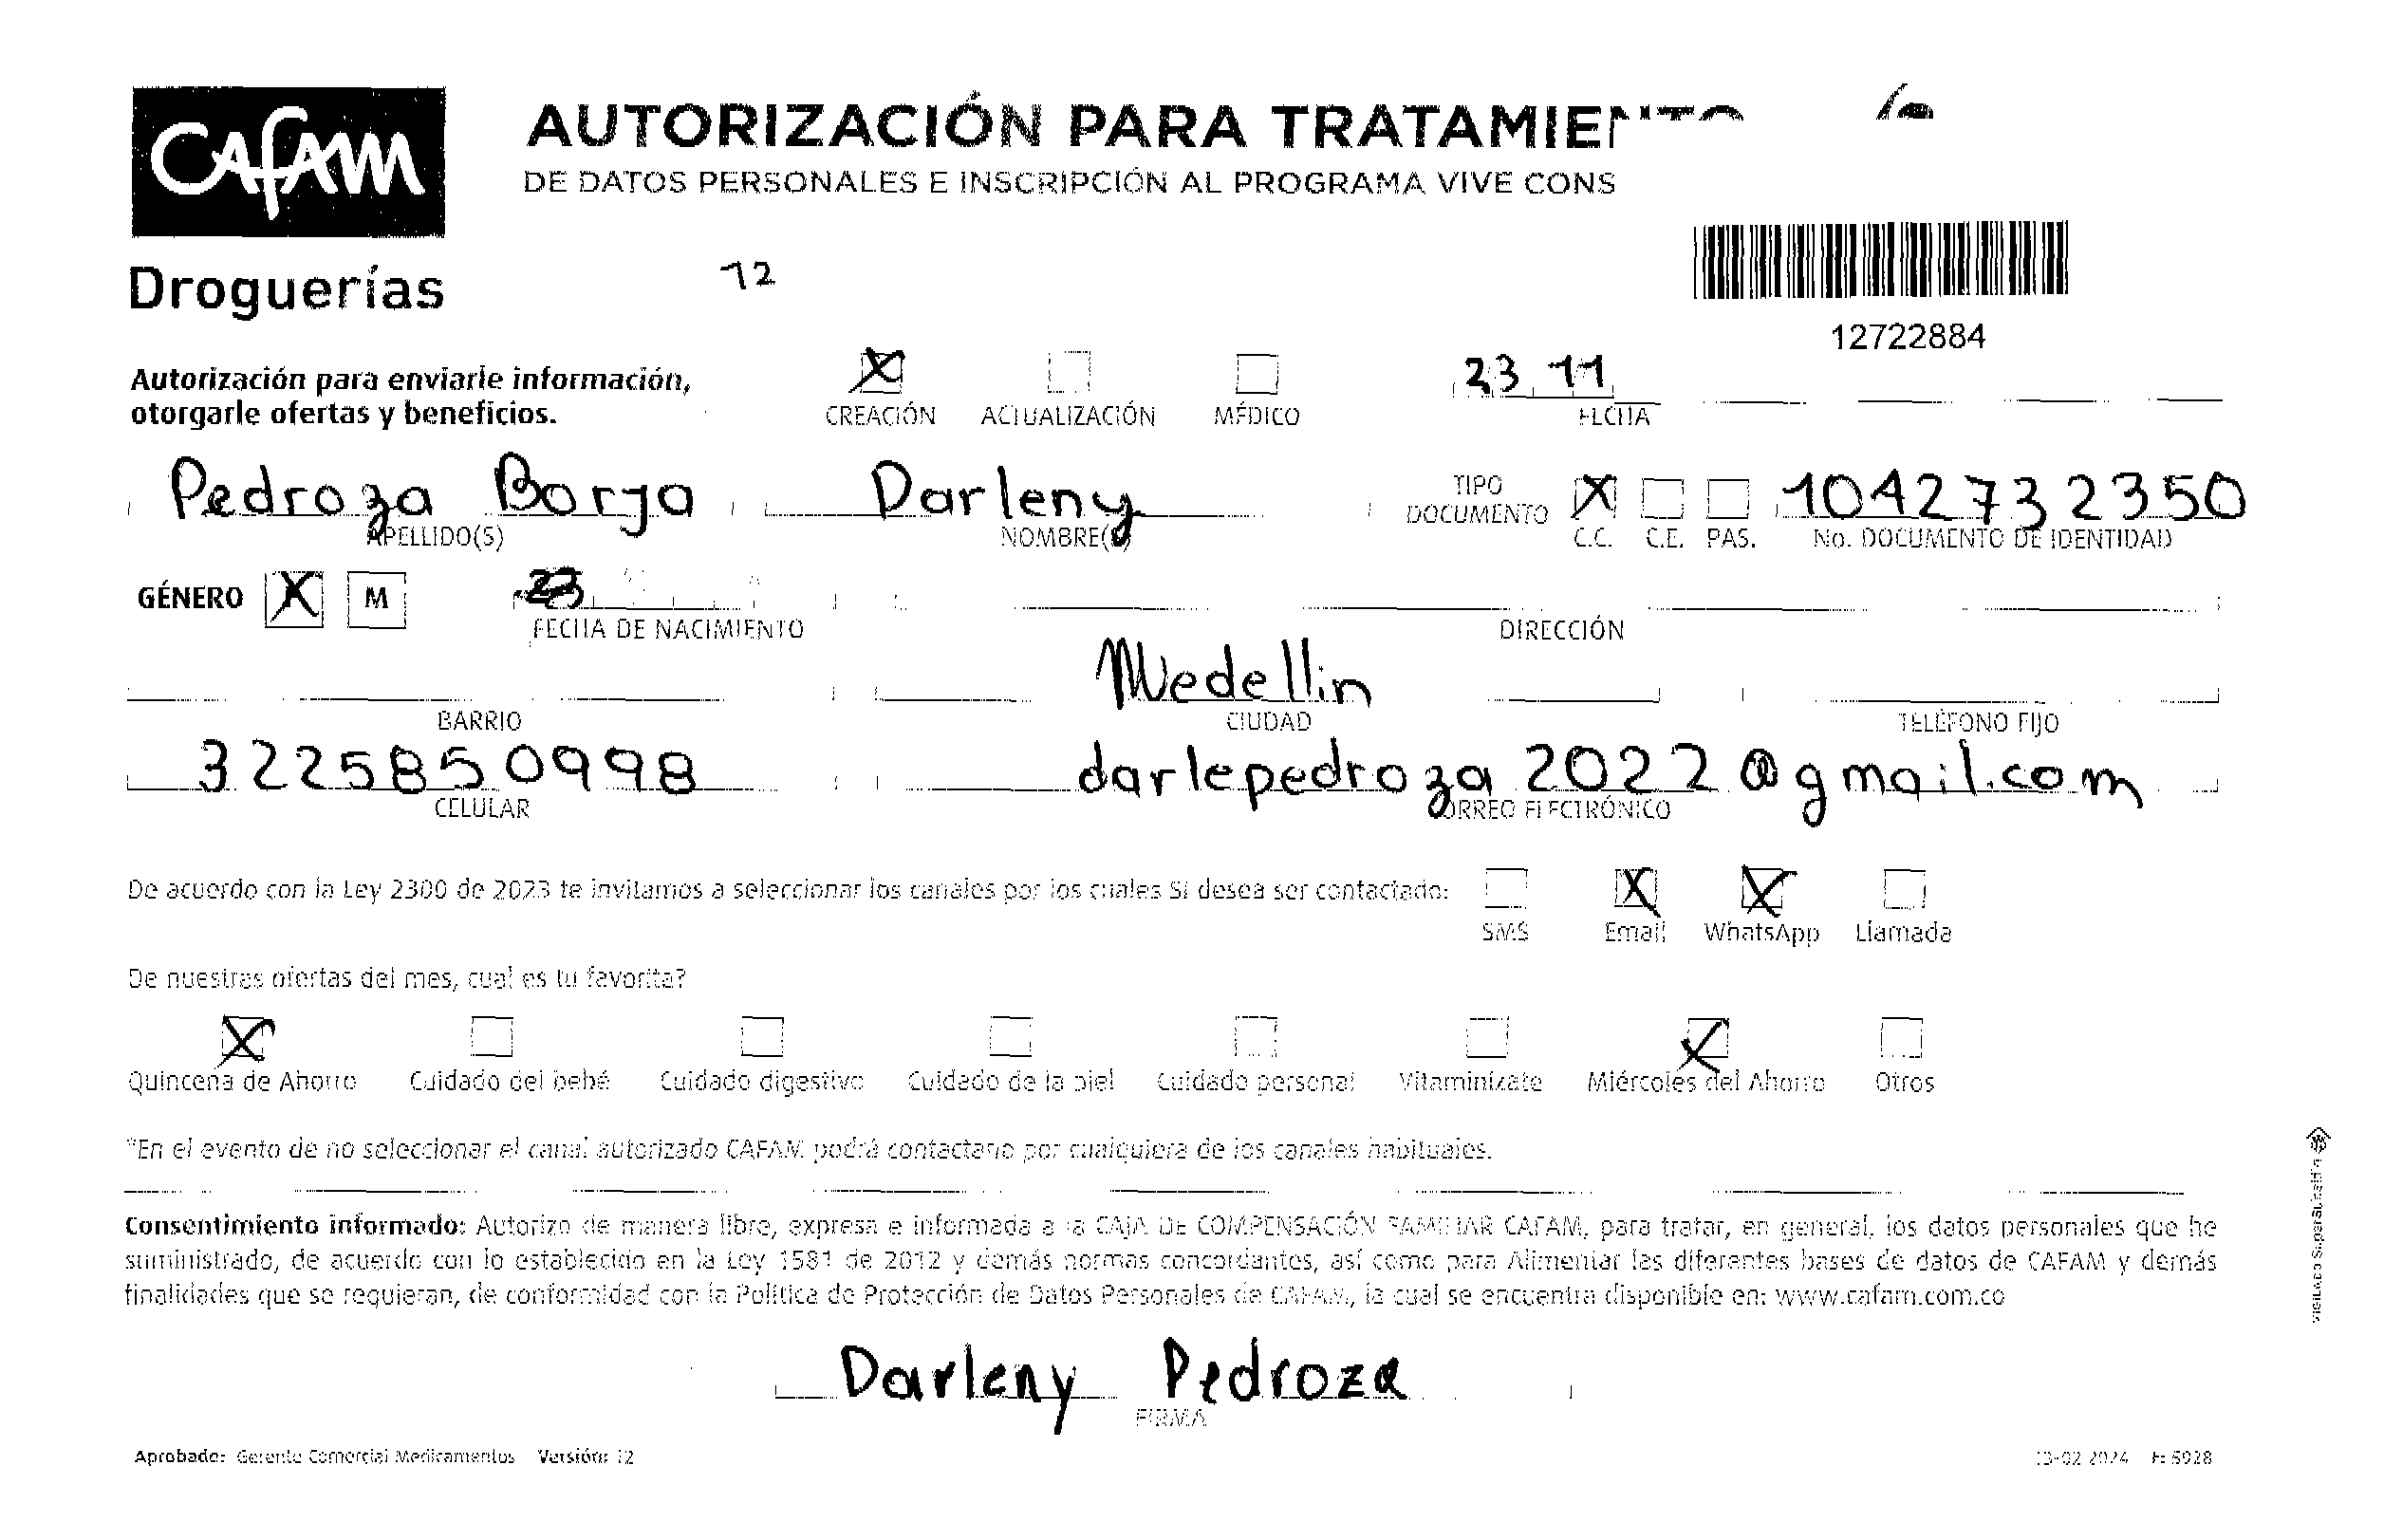 CAFAM
Droguerías
AUTORIZACIÓN PARA TRATAMIENTO
DE DATOS PERSONALES E INSCRIPCIÓN AL PROGRAMA VIVE CONS
12
12722884
Autorización para enviarle información,
otorgarle ofertas y beneficios.
CREACIÓN ACTUALIZACIÓN MÉDICO
23 11
FECHA
Pedroza Borja Darleny TIPO DOCUMENTO 1042732350
APELLIDO(S) NOMBRE(S) C.C. C.E. PAS. No. DOCUMENTO DE IDENTIDAD
GÉNERO M 23
FECHA DE NACIMIENTO DIRECCIÓN
Medellin
BARRIO CIUDAD TELÉFONO FIJO
3225850998 darlepedroza2022@gmail.com
CELULAR CORREO ELECTRÓNICO
De acuerdo con la Ley 2300 de 2023 te invitamos a seleccionar los canales por los cuales Si desea ser contactado:
SMS Email WhatsApp Llamada
De nuestras ofertas del mes, cual es tu favorita?
Quincena de Ahorro Cuidado del bebé Cuidado digestivo Cuidado de la piel Cuidado personal Vitaminízate Miércoles del Ahorro Otros
*En el evento de no seleccionar el canal autorizado CAFAM podrá contactarlo por cualquiera de los canales habituales.
Consentimiento informado: Autorizo de manera libre, expresa e informada a la CAJA DE COMPENSACIÓN FAMILIAR CAFAM, para tratar, en general, los datos personales que he
suministrado, de acuerdo con lo establecido en la Ley 1581 de 2012 y demás normas concordantes, así como para Alimentar las diferentes bases de datos de CAFAM y demás
finalidades que se requieran, de conformidad con la Política de Protección de Datos Personales de CAFAM, la cual se encuentra disponible en: www.cafam.com.co
Darleny Pedroza
FIRMA
Aprobado: Gerente Comercial Medicamentos Versión: 12
13-02 2024 F: 5928
VIGILADO SuperSubsidio